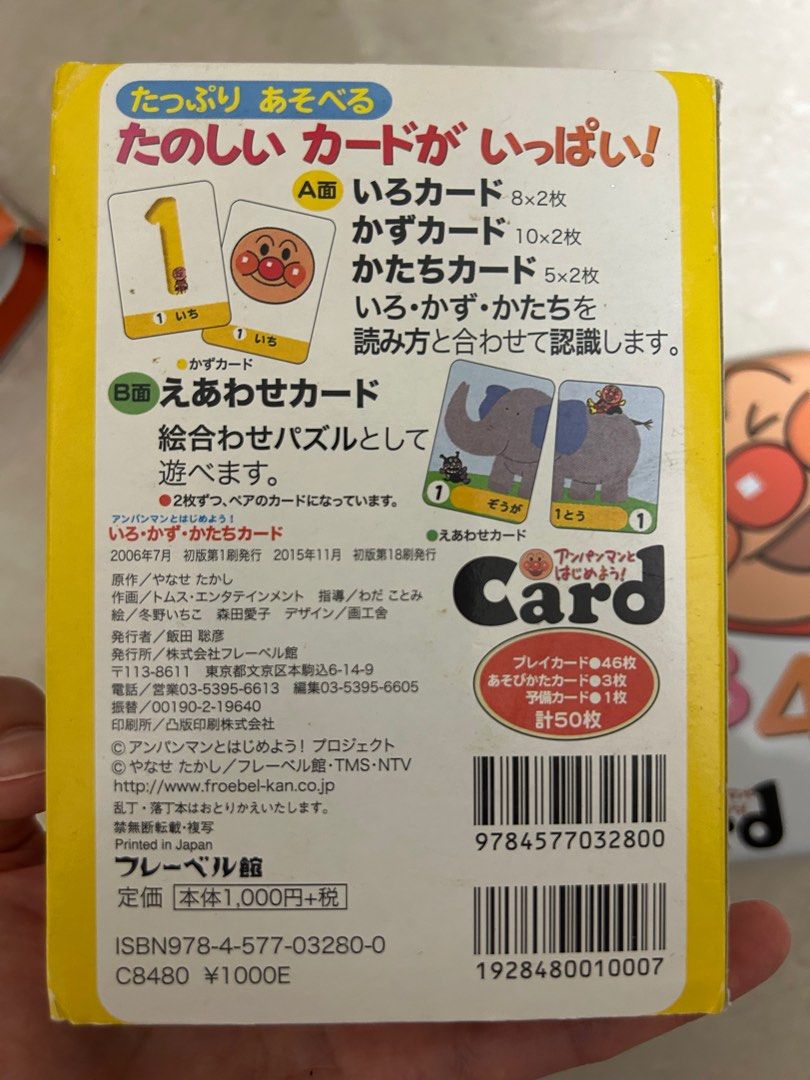 たっぷり あそべる
たのしい カードが いっぱい!
A面 いろカード 8×2枚
かずカード 10×2枚
かたちカード 5×2枚
いろ・かず・かたちを
読み方と合わせて認識します。
1
1 いち
1 いち
●かずカード
B面 えあわせカード
絵合わせパズルとして
遊べます。
●2枚ずつ、ペアのカードになっています。
1 ぞうが
1とう 1
●えあわせカード
アンパンマンとはじめよう!
いろ・かず・かたちカード
2006年7月 初版第1刷発行 2015年11月 初版第18刷発行
原作/やなせ たかし
作画/トムス・エンタテインメント 指導/わだ ことみ
絵/冬野いちこ 森田愛子 デザイン/画工舎
発行者/飯田 聡彦
発行所/株式会社フレーベル館
〒113-8611 東京都文京区本駒込6-14-9
電話/営業03-5395-6613 編集03-5395-6605
振替/00190-2-19640
印刷所/凸版印刷株式会社
©アンパンマンとはじめよう! プロジェクト
©やなせ たかし/フレーベル館・TMS・NTV
http://www.froebel-kan.co.jp
乱丁・落丁本はおとりかえいたします。
禁無断転載・複写
Printed in Japan
フレーベル館
定価 本体1,000円+税
ISBN978-4-577-03280-0
C8480 ¥1000E
アンパンマンと
はじめよう!
Card
プレイカード●46枚
あそびかたカード●3枚
予備カード●1枚
計50枚
9784577032800
1928480010007